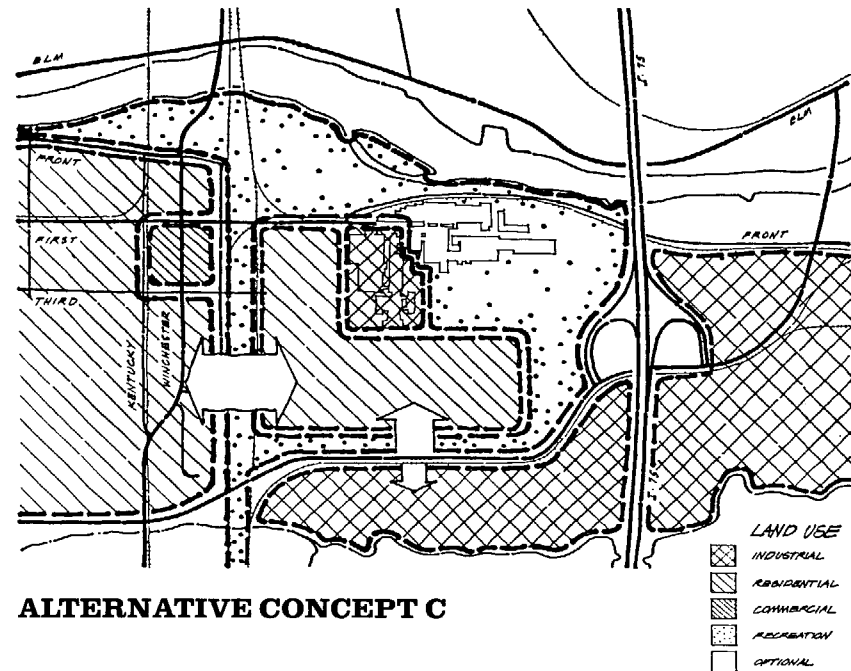 ELM
I-75
ELM
FRONT
FRONT
FIRST
THIRD
KENTUCKY
WINCHESTER
I-75
LAND USE
INDUSTRIAL
RESIDENTIAL
COMMERCIAL
RECREATION
OPTIONAL
ALTERNATIVE CONCEPT C